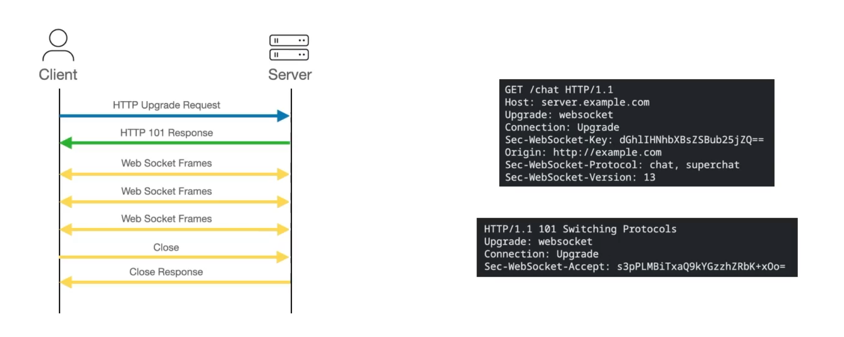 Client
Server
HTTP Upgrade Request
HTTP 101 Response
Web Socket Frames
Web Socket Frames
Web Socket Frames
Close
Close Response
GET /chat HTTP/1.1
Host: server.example.com
Upgrade: websocket
Connection: Upgrade
Sec-WebSocket-Key: dGhlIHNhbXBsZSBub25jZQ==
Origin: http://example.com
Sec-WebSocket-Protocol: chat, superchat
Sec-WebSocket-Version: 13
HTTP/1.1 101 Switching Protocols
Upgrade: websocket
Connection: Upgrade
Sec-WebSocket-Accept: s3pPLMBiTxaQ9kYGzzhZRbK+xOo=